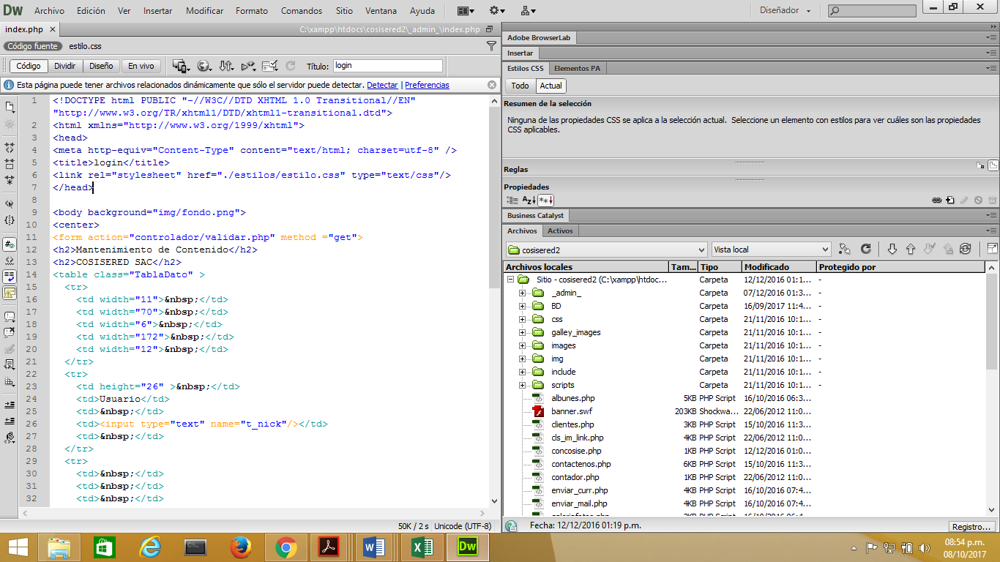 Dw Archivo Edición Ver Insertar Modificar Formato Comandos Sitio Ventana Ayuda Diseñador
index.php C:\xampp\htdocs\cosisered2\_admin_\index.php
Código fuente estilo.css
Código Dividir Diseño En vivo Título: login
Esta página puede tener archivos relacionados dinámicamente que sólo el servidor puede detectar. Detectar | Preferencias
1 <!DOCTYPE html PUBLIC "-//W3C//DTD XHTML 1.0 Transitional//EN"
"http://www.w3.org/TR/xhtml1/DTD/xhtml1-transitional.dtd">
2 <html xmlns="http://www.w3.org/1999/xhtml">
3 <head>
4 <meta http-equiv="Content-Type" content="text/html; charset=utf-8" />
5 <title>login</title>
6 <link rel="stylesheet" href="./estilos/estilo.css" type="text/css"/>
7 </head>
8
9 <body background="img/fondo.png">
10 <center>
11 <form action="controlador/validar.php" method ="get">
12 <h2>Mantenimiento de Contenido</h2>
13 <h2>COSISERED SAC</h2>
14 <table class="TablaDato" >
15 <tr>
16 <td width="11">&nbsp;</td>
17 <td width="70">&nbsp;</td>
18 <td width="6">&nbsp;</td>
19 <td width="172">&nbsp;</td>
20 <td width="12">&nbsp;</td>
21 </tr>
22 <tr>
23 <td height="26" >&nbsp;</td>
24 <td>Usuario</td>
25 <td>&nbsp;</td>
26 <td><input type="text" name="t_nick"/></td>
27 <td>&nbsp;</td>
28 </tr>
29 <tr>
30 <td>&nbsp;</td>
31 <td>&nbsp;</td>
32 <td>&nbsp;</td>
50K / 2 s Unicode (UTF-8)
Adobe BrowserLab
Insertar
Estilos CSS Elementos PA
Todo Actual
Resumen de la selección
Ninguna de las propiedades CSS se aplica a la selección actual. Seleccione un elemento con estilos para ver cuáles son las propiedades
CSS aplicables.
Reglas
Propiedades
Business Catalyst
Archivos Activos
cosisered2 Vista local
Archivos locales Tam... Tipo Modificado Protegido por
Sitio - cosisered2 (C:\xampp\htdoc... Carpeta 12/12/2016 01:1... -
_admin_ Carpeta 07/12/2016 01:3... -
BD Carpeta 16/09/2017 11:4... -
css Carpeta 21/11/2016 10:1... -
galley_images Carpeta 21/11/2016 10:1... -
images Carpeta 21/11/2016 10:1... -
img Carpeta 21/11/2016 10:1... -
include Carpeta 21/11/2016 10:1... -
scripts Carpeta 21/11/2016 10:1... -
albunes.php 5KB PHP Script 16/10/2016 06:3...
banner.swf 203KB Shockwa... 22/06/2012 11:0...
clientes.php 3KB PHP Script 15/10/2016 11:3...
cls_im_link.php 4KB PHP Script 22/06/2012 11:0...
concosise.php 1KB PHP Script 12/12/2016 01:0...
contactenos.php 6KB PHP Script 15/10/2016 11:3...
contador.php 1KB PHP Script 22/06/2012 11:0...
enviar_curr.php 4KB PHP Script 16/10/2016 07:4...
enviar_mail.php 4KB PHP Script 16/10/2016 07:4...
Fecha: 12/12/2016 01:19 p.m.
Registro...
Dw
08:54 p.m.
08/10/2017